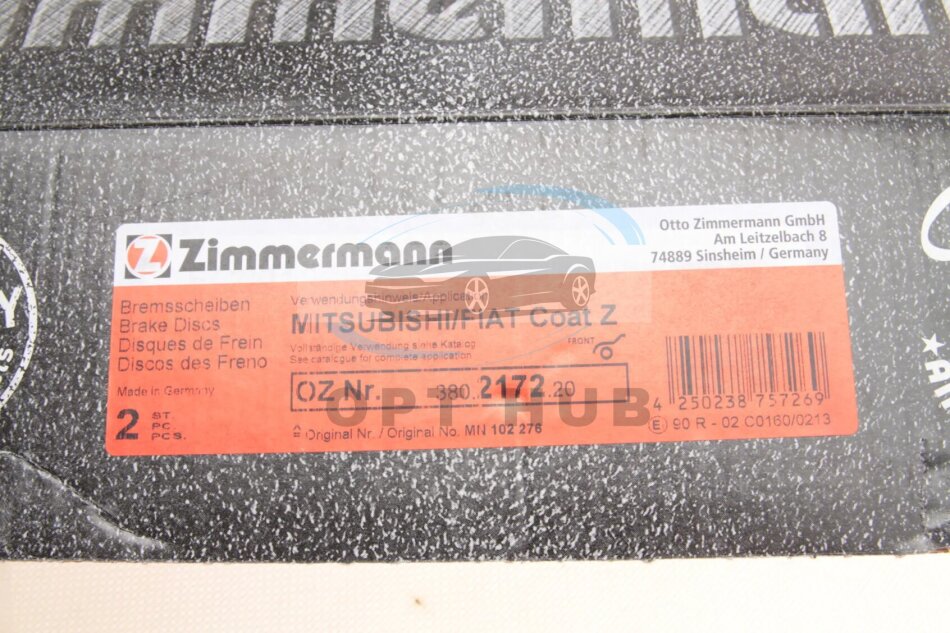 Zimmermann
Otto Zimmermann GmbH
Am Leitzelbach 8
74889 Sinsheim / Germany
Bremsscheiben
Brake Discs
Disques de Frein
Discos des Freno
Made in Germany
2 ST.
PC.
PCS.
Verwendungshinweis/Application
MITSUBISHI/FIAT Coat Z
Vollständige Verwendung siehe Katalog
See catalogue for complete application
FRONT
OZ Nr. 380.2172.20
Original Nr. / Original No. MN 102 276
4 250238 757269
E 90 R - 02 C0160/0213
OPT HUB